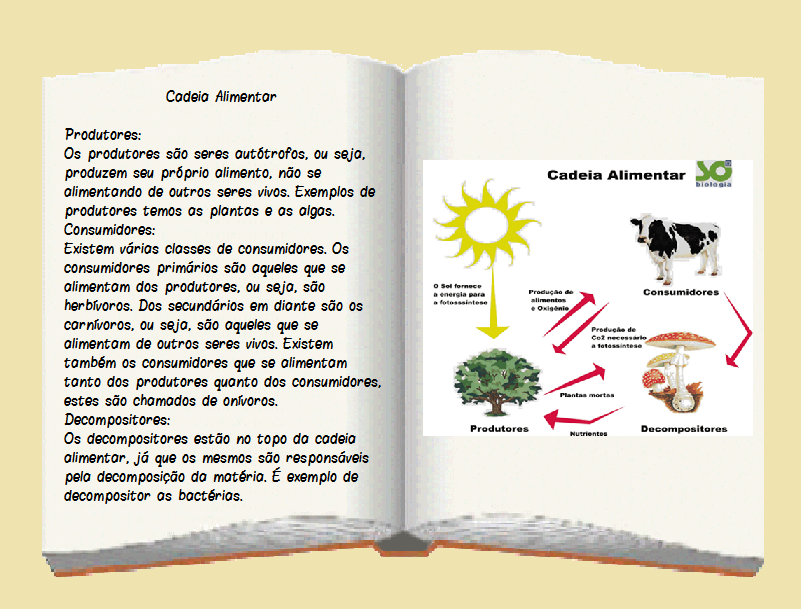 Cadeia Alimentar
Produtores:
Os produtores são seres autótrofos, ou seja,
produzem seu próprio alimento, não se
alimentando de outros seres vivos. Exemplos de
produtores temos as plantas e as algas.
Consumidores:
Existem várias classes de consumidores. Os
consumidores primários são aqueles que se
alimentam dos produtores, ou seja, são
herbívoros. Dos secundários em diante são os
carnívoros, ou seja, são aqueles que se
alimentam de outros seres vivos. Existem
também os consumidores que se alimentam
tanto dos produtores quanto dos consumidores,
estes são chamados de onívoros.
Decompositores:
Os decompositores estão no topo da cadeia
alimentar, já que os mesmos são responsáveis
pela decomposição da matéria. É exemplo de
decompositor as bactérias.
Cadeia Alimentar
SÓ
biologia
O Sol fornece
a energia para
a fotossíntese
Produção de
alimentos
e Oxigênio
Consumidores
Produção de
Co2 necessário
a fotossíntese
Plantas mortas
Produtores
Nutrientes
Decompositores